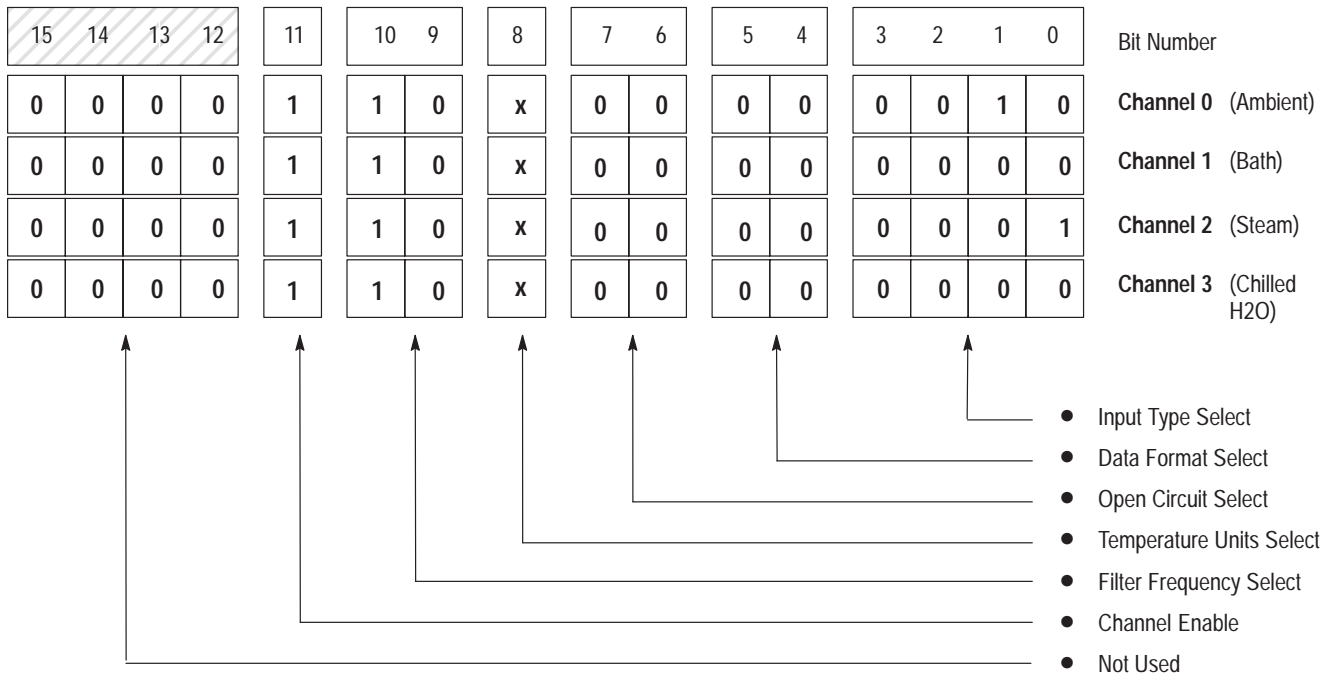 15 14 13 12 11 10 9 8 7 6 5 4 3 2 1 0 Bit Number
0 0 0 0 1 1 0 x 0 0 0 0 0 0 1 0 Channel 0 (Ambient)
0 0 0 0 1 1 0 x 0 0 0 0 0 0 0 0 Channel 1 (Bath)
0 0 0 0 1 1 0 x 0 0 0 0 0 0 0 1 Channel 2 (Steam)
0 0 0 0 1 1 0 x 0 0 0 0 0 0 0 0 Channel 3 (Chilled
H2O)
● Input Type Select
● Data Format Select
● Open Circuit Select
● Temperature Units Select
● Filter Frequency Select
● Channel Enable
● Not Used